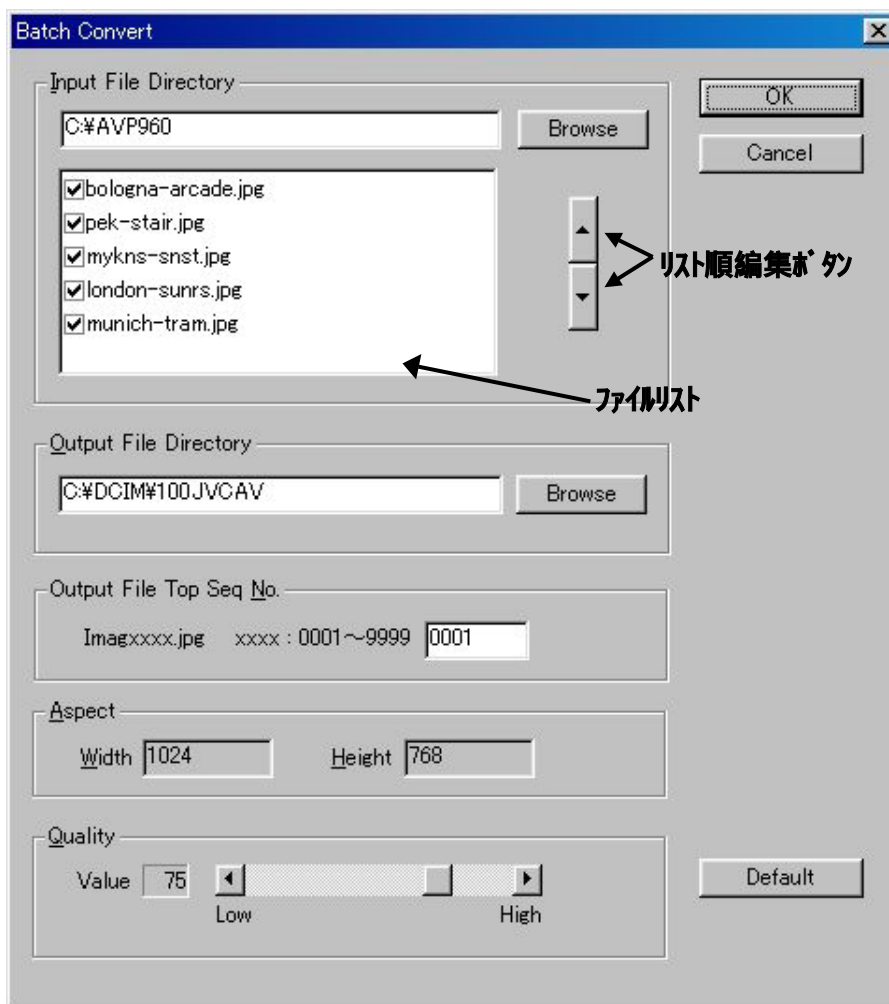 Batch Convert
Input File Directory
C:¥AVP960
Browse
OK
Cancel
bologna-arcade.jpg
pek-stair.jpg
mykns-snst.jpg
london-sunrs.jpg
munich-tram.jpg
リスト順編集ボタン
ファイルリスト
Output File Directory
C:¥DCIM¥100JVCAV
Browse
Output File Top Seq No.
Imagxxxx.jpg xxxx : 0001～9999 0001
Aspect
Width 1024 Height 768
Quality
Value 75
Low High
Default